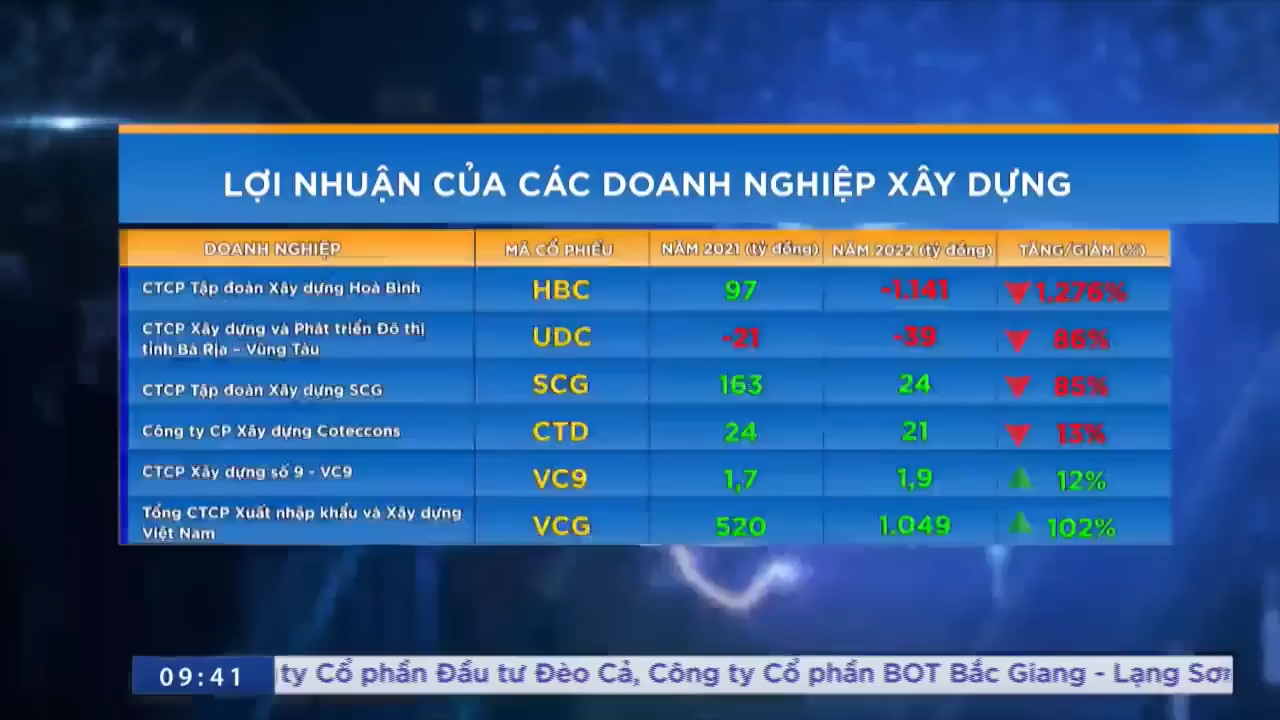 LỢI NHUẬN CỦA CÁC DOANH NGHIỆP XÂY DỰNG
DOANH NGHIỆP MÃ CỔ PHIẾU NĂM 2021 (tỷ đồng) NĂM 2022 (tỷ đồng) TĂNG/GIẢM (%)
CTCP Tập đoàn Xây dựng Hoà Bình HBC 97 -1.141 1,276%
CTCP Xây dựng và Phát triển Đô thị
tỉnh Bà Rịa - Vũng Tàu UDC -21 -39 86%
CTCP Tập đoàn Xây dựng SCG SCG 163 24 85%
Công ty CP Xây dựng Coteccons CTD 24 21 13%
CTCP Xây dựng số 9 - VC9 VC9 1,7 1,9 12%
Tổng CTCP Xuất nhập khẩu và Xây dựng
Việt Nam VCG 520 1.049 102%
09:41 ty Cổ phần Đầu tư Đèo Cả, Công ty Cổ phần BOT Bắc Giang - Lạng Sơn